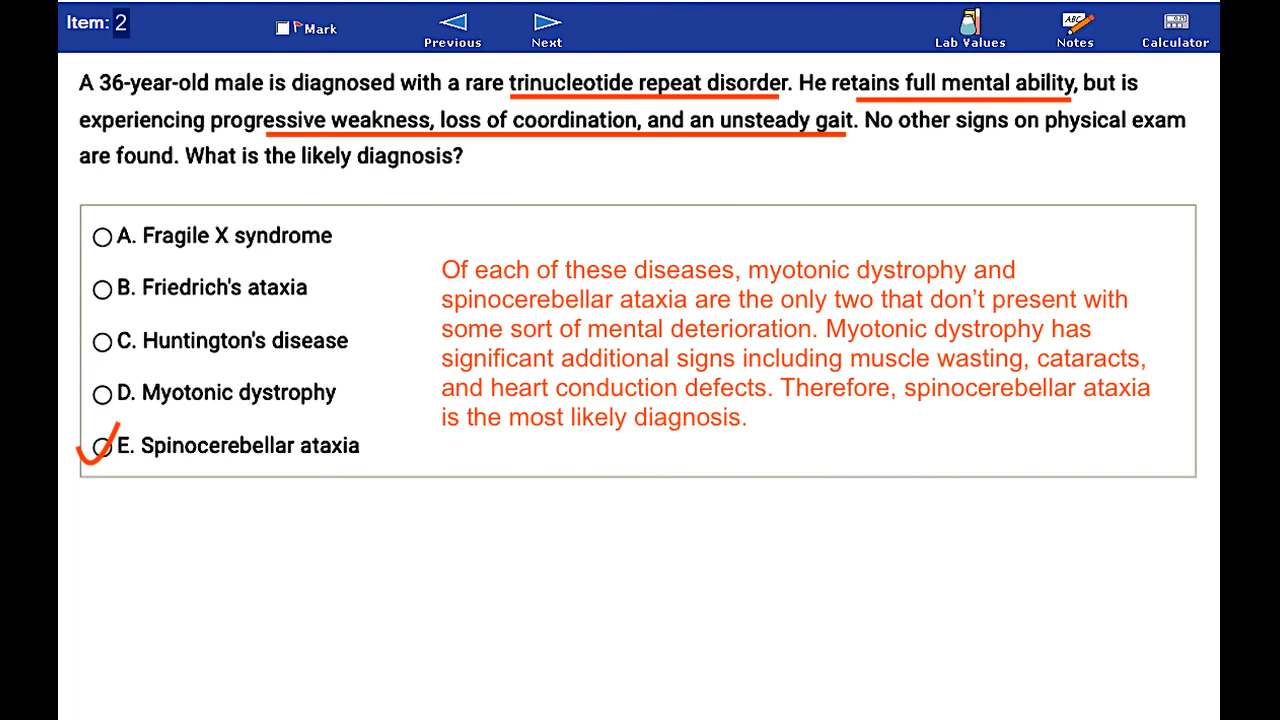 Item: 2
Mark
Previous
Next
Lab Values
Notes
Calculator
A 36-year-old male is diagnosed with a rare trinucleotide repeat disorder. He retains full mental ability, but is
experiencing progressive weakness, loss of coordination, and an unsteady gait. No other signs on physical exam
are found. What is the likely diagnosis?
A. Fragile X syndrome
B. Friedrich's ataxia
C. Huntington's disease
D. Myotonic dystrophy
E. Spinocerebellar ataxia
Of each of these diseases, myotonic dystrophy and
spinocerebellar ataxia are the only two that don't present with
some sort of mental deterioration. Myotonic dystrophy has
significant additional signs including muscle wasting, cataracts,
and heart conduction defects. Therefore, spinocerebellar ataxia
is the most likely diagnosis.